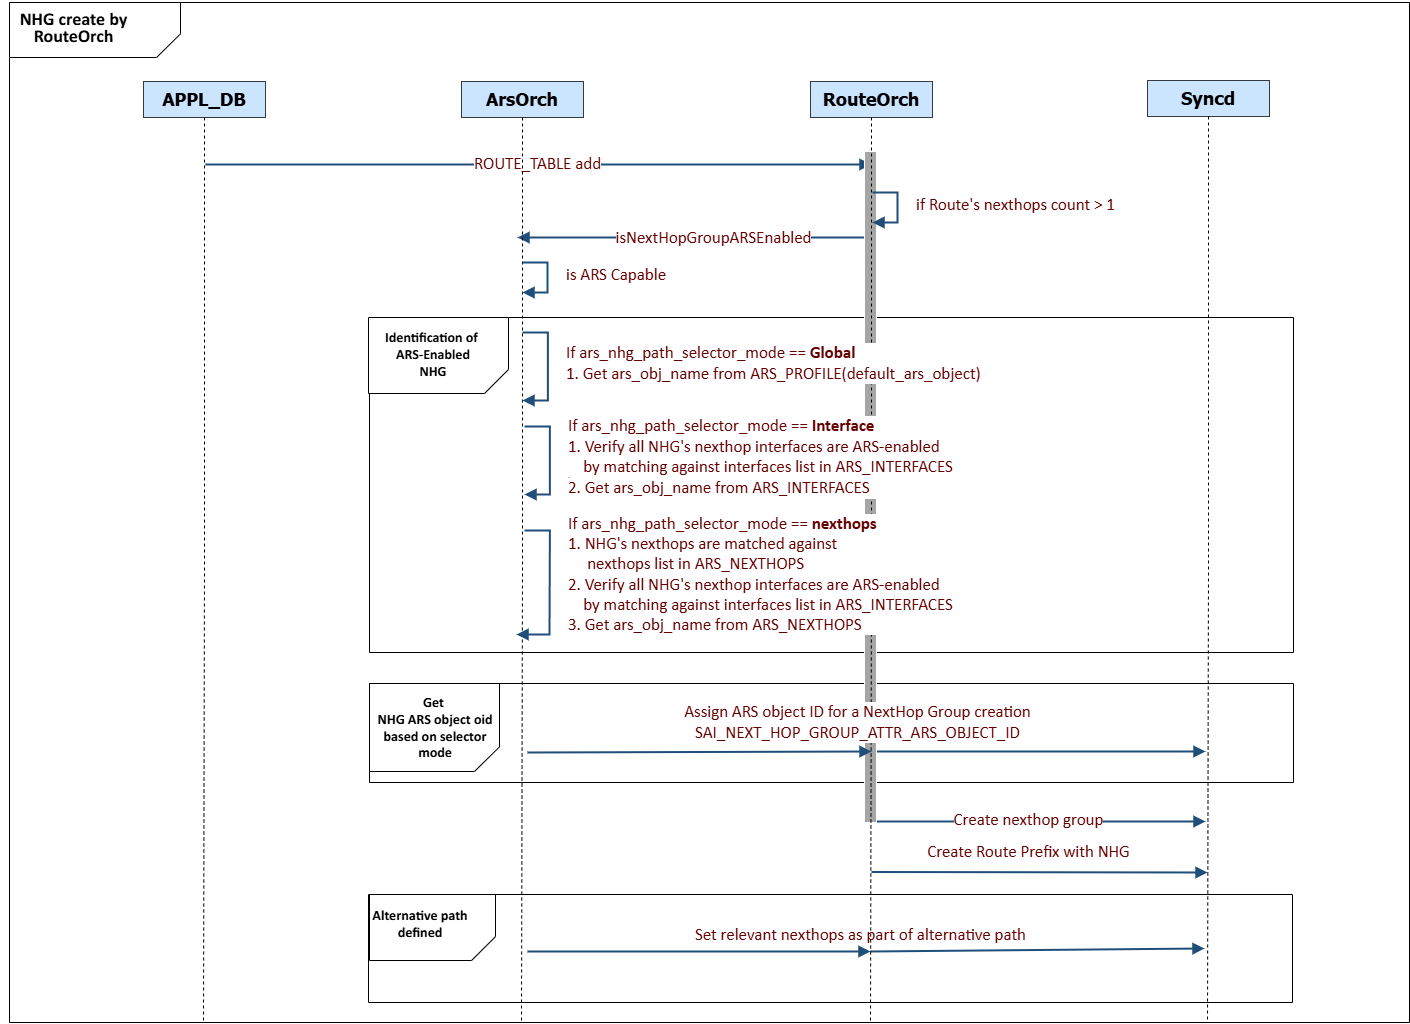 NHG create by
RouteOrch
APPL_DB
ArsOrch
RouteOrch
Syncd
ROUTE_TABLE add
if Route's nexthops count > 1
isNextHopGroupARSEnabled
is ARS Capable
Identification of
ARS-Enabled
NHG
If ars_nhg_path_selector_mode == Global
1. Get ars_obj_name from ARS_PROFILE(default_ars_object)
If ars_nhg_path_selector_mode == Interface
1. Verify all NHG's nexthop interfaces are ARS-enabled
by matching against interfaces list in ARS_INTERFACES
2. Get ars_obj_name from ARS_INTERFACES
If ars_nhg_path_selector_mode == nexthops
1. NHG's nexthops are matched against
nexthops list in ARS_NEXTHOPS
2. Verify all NHG's nexthop interfaces are ARS-enabled
by matching against interfaces list in ARS_INTERFACES
3. Get ars_obj_name from ARS_NEXTHOPS
Get
NHG ARS object oid
based on selector
mode
Assign ARS object ID for a NextHop Group creation
SAI_NEXT_HOP_GROUP_ATTR_ARS_OBJECT_ID
Create nexthop group
Create Route Prefix with NHG
Alternative path
defined
Set relevant nexthops as part of alternative path